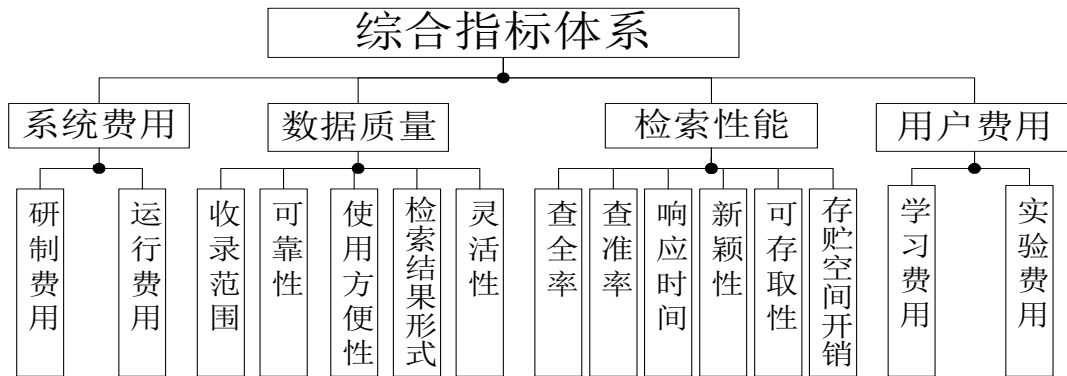 综合指标体系
系统费用
数据质量
检索性能
用户费用
研制费用
运行费用
收录范围
可靠性
使用方便性
检索结果形式
灵活性
查全率
查准率
响应时间
新颖性
可存取性
存贮空间开销
学习费用
实验费用